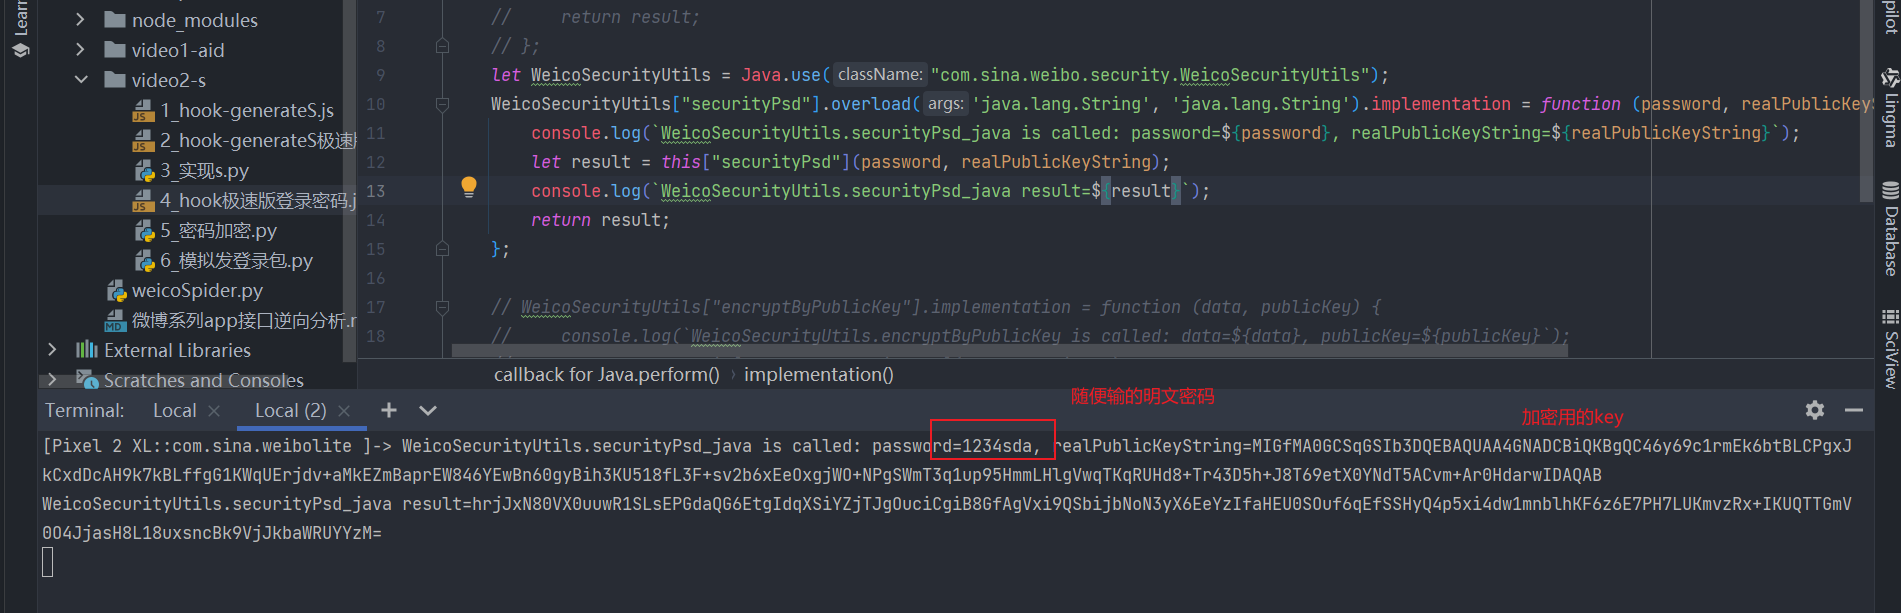 Learn
node_modules
video1-aid
video2-s
1_hook-generateS.js
2_hook-generateS极速版
3_实现s.py
4_hook极速版登录密码.j
5_密码加密.py
6_模拟发登录包.py
weicoSpider.py
微博系列app接口逆向分析.r
External Libraries
Scratches and Consoles
7 //     return result;
8 // };
9 let WeicoSecurityUtils = Java.use( className: "com.sina.weibo.security.WeicoSecurityUtils");
10 WeicoSecurityUtils["securityPsd"].overload( args: 'java.lang.String', 'java.lang.String').implementation = function (password, realPublicKeyS
11 console.log(`WeicoSecurityUtils.securityPsd_java is called: password=${password}, realPublicKeyString=${realPublicKeyString}`);
12 let result = this["securityPsd"](password, realPublicKeyString);
13 console.log(`WeicoSecurityUtils.securityPsd_java result=${result}`);
14 return result;
15 };
16
17 // WeicoSecurityUtils["encryptByPublicKey"].implementation = function (data, publicKey) {
18 //     console.log(`WeicoSecurityUtils.encryptByPublicKey is called: data=${data}, publicKey=${publicKey}`);
callback for Java.perform() › implementation()
pilot
Lingma
Database
SciView
Terminal: Local × Local (2) × +
随便输的明文密码
加密用的key
[Pixel 2 XL::com.sina.weibolite ]-> WeicoSecurityUtils.securityPsd_java is called: password=1234sda, realPublicKeyString=MIGfMA0GCSqGSIb3DQEBAQUAA4GNADCBiQKBgQC46y69c1rmEk6btBLCPgxJ
kCxdDcAH9k7kBLffgG1KWqUErjdv+aMkEZmBaprEW846YEwBn60gyBih3KU518fL3F+sv2b6xEeOxgjWO+NPgSWmT3q1up95HmmLHlgVwqTKqRUHd8+Tr43D5h+J8T69etX0YNdT5ACvm+Ar0HdarwIDAQAB
WeicoSecurityUtils.securityPsd_java result=hrjJxN80VX0uuwR1SLsEPGdaQG6EtgIdqXSiYZjTJgOuciCgiB8GfAgVxi9QSbijbNoN3yX6EeYzIfaHEU0SOuf6qEfSSHyQ4p5xi4dw1mnblhKF6z6E7PH7LUKmvzRx+IKUQTTGmV
0O4JjasH8L18uxsncBk9VjJkbaWRUYYzM=